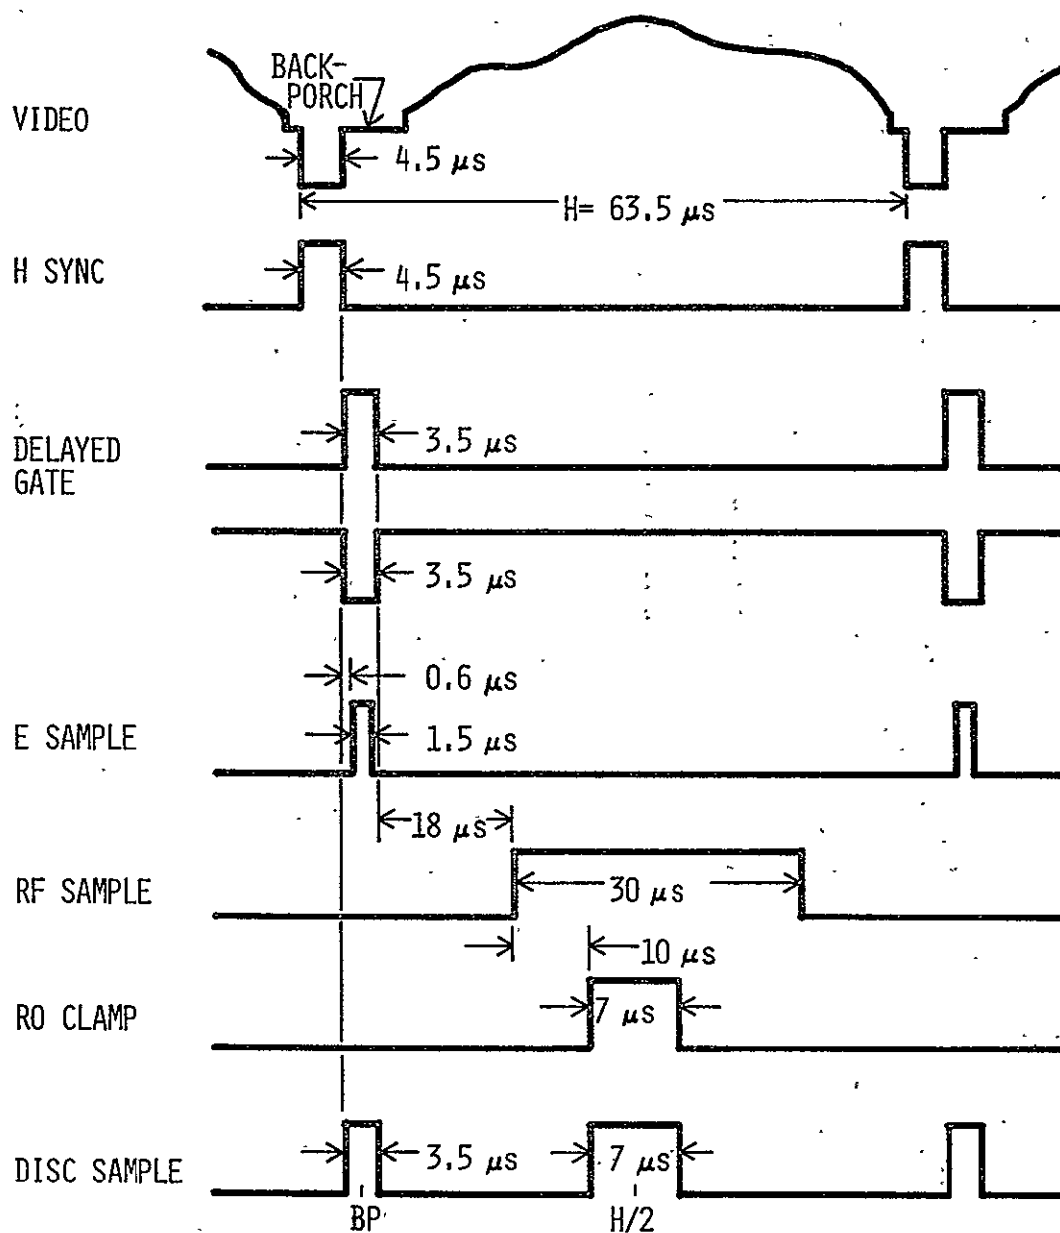 BACK-
PORCH
VIDEO
4.5 μs
H= 63.5 μs
H SYNC
4.5 μs
DELAYED
GATE
3.5 μs
3.5 μs
0.6 μs
E SAMPLE
1.5 μs
18 μs
RF SAMPLE
30 μs
10 μs
RO CLAMP
7 μs
DISC SAMPLE
3.5 μs
7 μs
BP
H/2